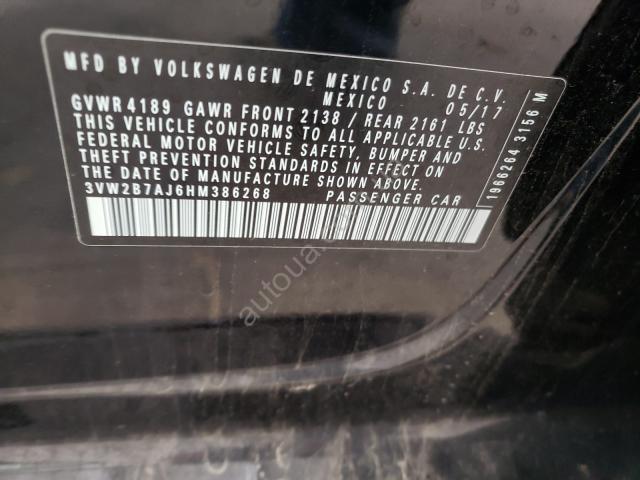 MFD BY VOLKSWAGEN DE MEXICO S.A. DE C.V.
MEXICO 05/17
GVWR 4189 GAWR FRONT 2138 / REAR 2161 LBS
THIS VEHICLE CONFORMS TO ALL APPLICABLE U.S.
FEDERAL MOTOR VEHICLE SAFETY, BUMPER AND
THEFT PREVENTION STANDARDS IN EFFECT ON
THE DATE OF MANUFACTURE SHOWN ABOVE.
3VW2B7AJ6HM386268 PASSENGER CAR
1966264 3156 M